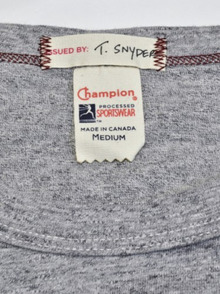 ISSUED BY: T. SNYDER
Champion
PROCESSED
SPORTSWEAR
MADE IN CANADA
MEDIUM